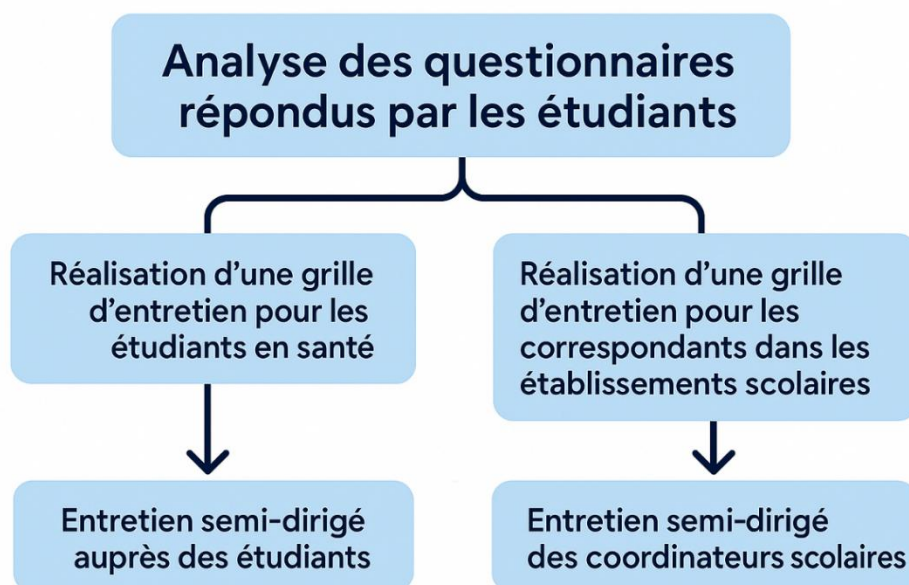 Analyse des questionnaires
répondus par les étudiants
Réalisation d'une grille
d'entretien pour les
étudiants en santé
Réalisation d'une grille
d'entretien pour les
correspondants dans les
établissements scolaires
Entretien semi-dirigé
auprès des étudiants
Entretien semi-dirigé
des coordinateurs scolaires